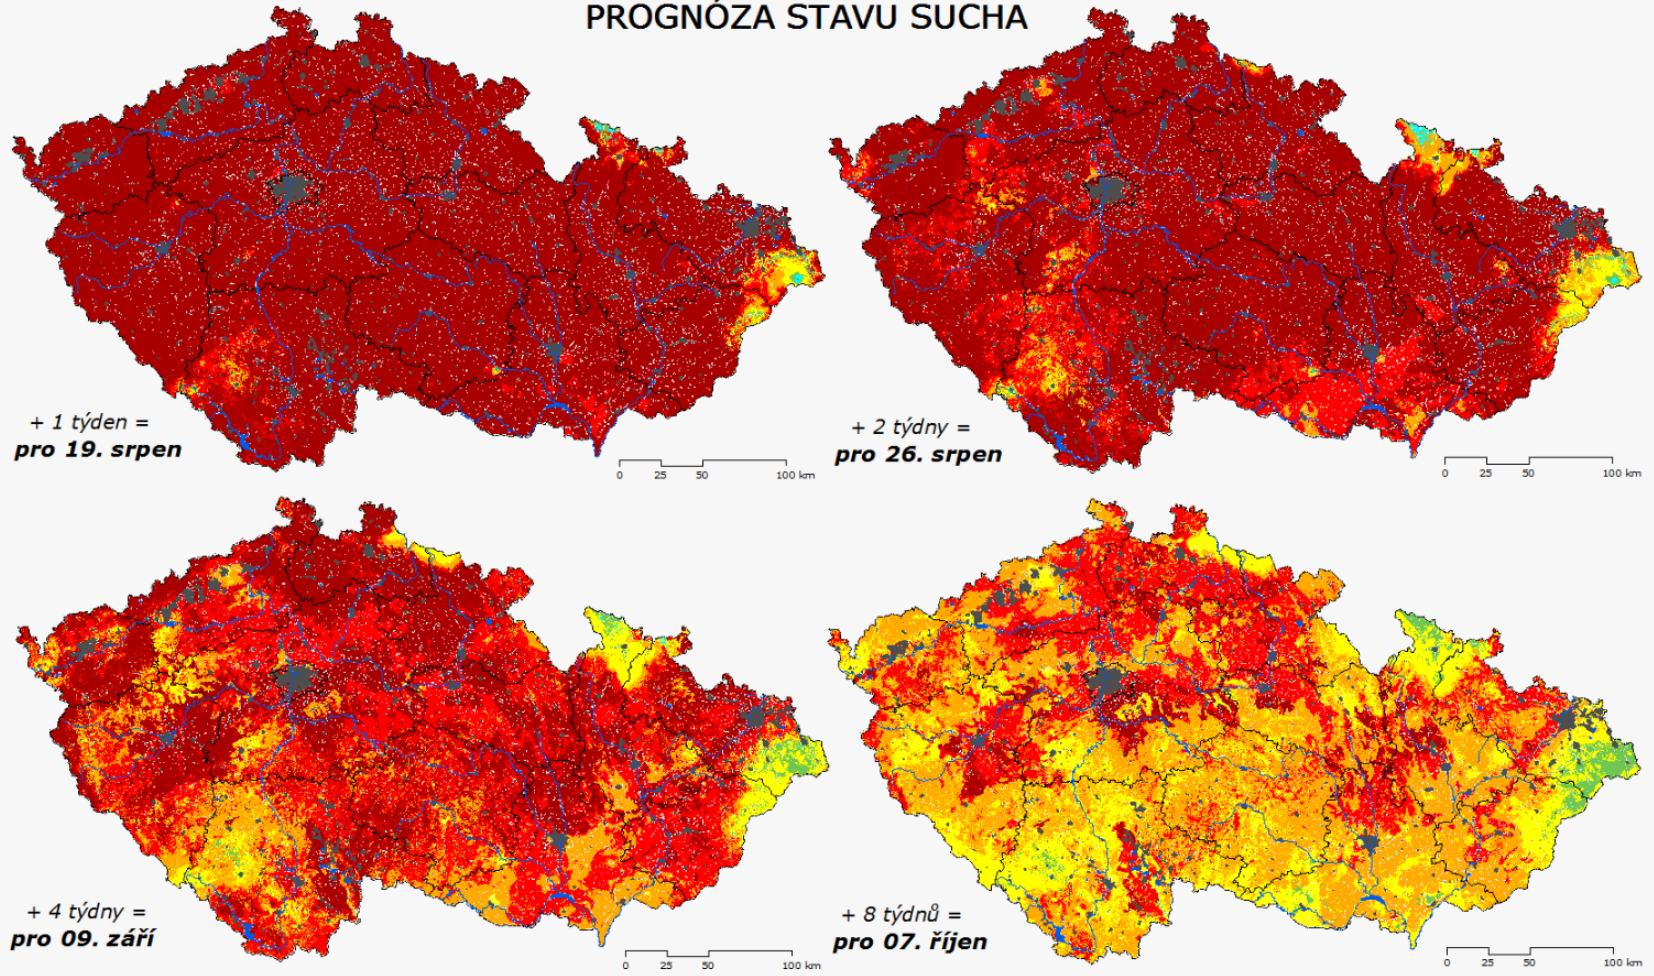 PROGNÓZA STAVU SUCHA
+ 1 týden =
pro 19. srpen
0 25 50 100 km
+ 2 týdny =
pro 26. srpen
0 25 50 100 km
+ 4 týdny =
pro 09. září
0 25 50 100 km
+ 8 týdnů =
pro 07. říjen
0 25 50 100 km